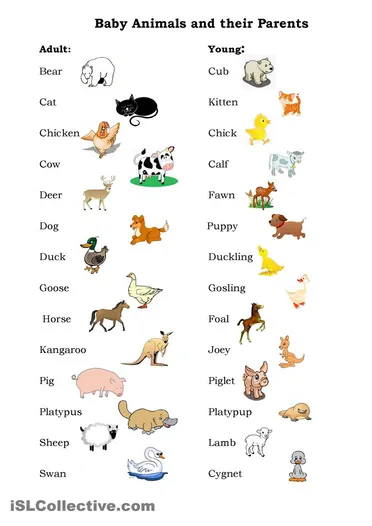 Baby Animals and their Parents
Adult: Young:
Bear Cub
Cat Kitten
Chicken Chick
Cow Calf
Deer Fawn
Dog Puppy
Duck Duckling
Goose Gosling
Horse Foal
Kangaroo Joey
Pig Piglet
Platypus Platypup
Sheep Lamb
Swan Cygnet
iSLCollective.com